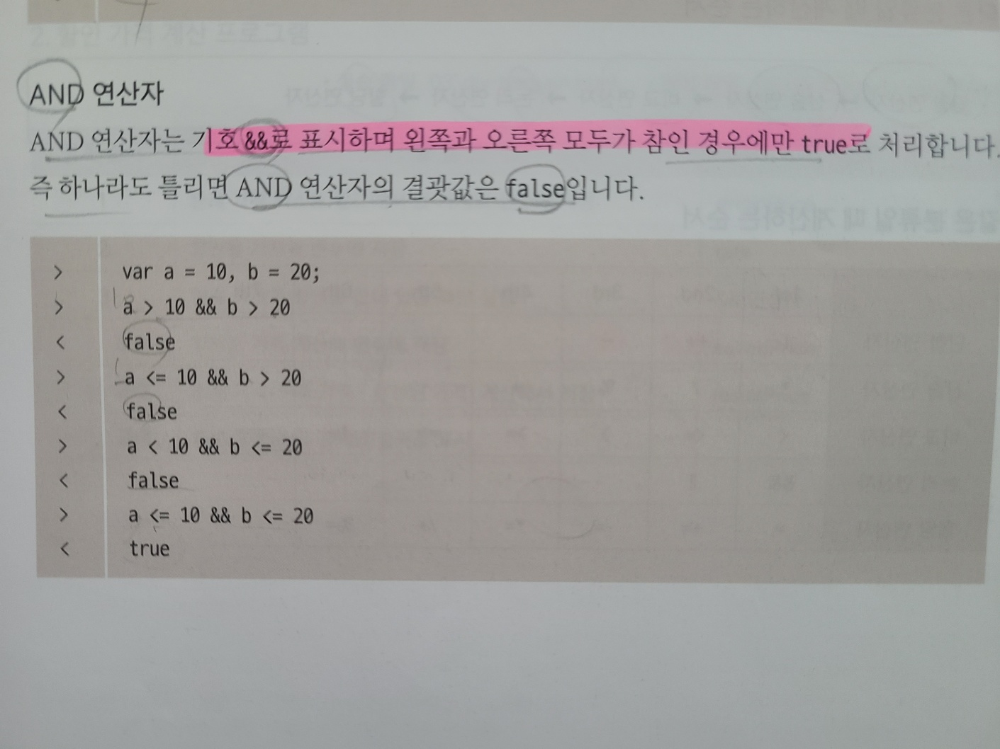 AND 연산자
AND 연산자는 기호 &&로 표시하며 왼쪽과 오른쪽 모두가 참인 경우에만 true로 처리합니다.
즉 하나라도 틀리면 AND 연산자의 결괏값은 false입니다.
> var a = 10, b = 20;
> a > 10 && b > 20
< false
> a <= 10 && b > 20
< false
> a < 10 && b <= 20
< false
> a <= 10 && b <= 20
< true